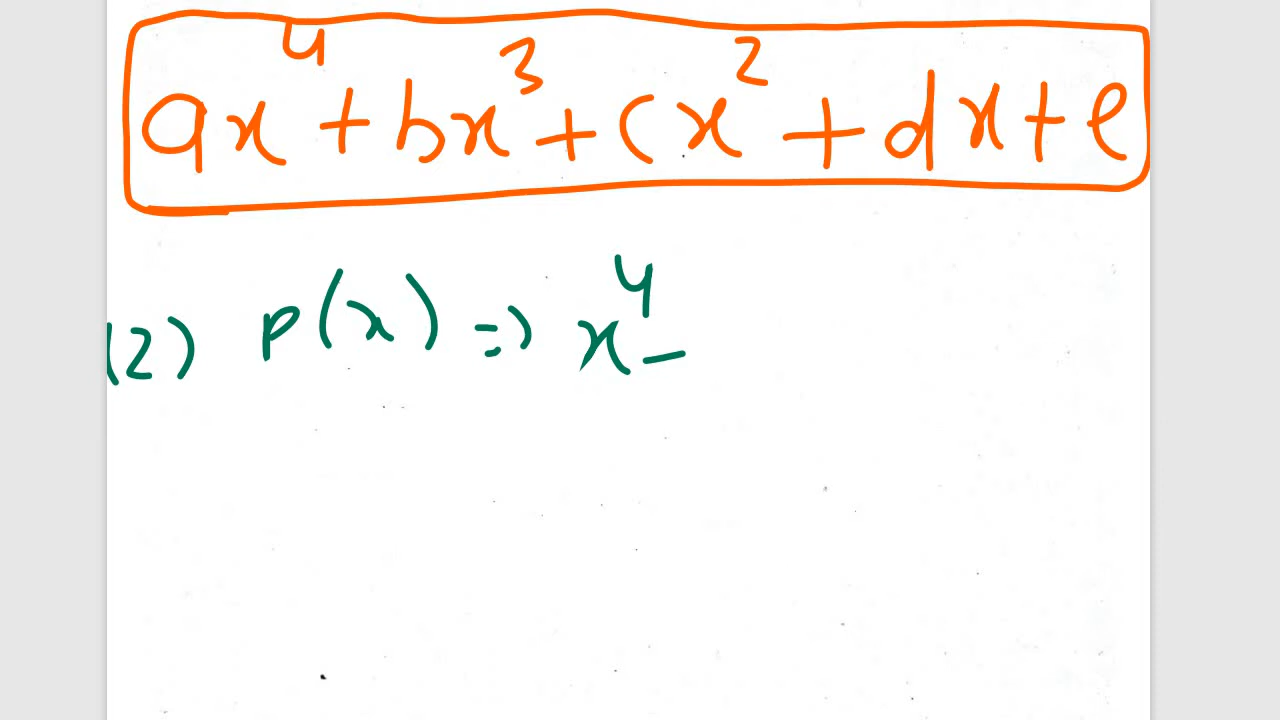 ax⁴ + bx³ + cx² + dx + e
(2) p(x) => x⁴ –